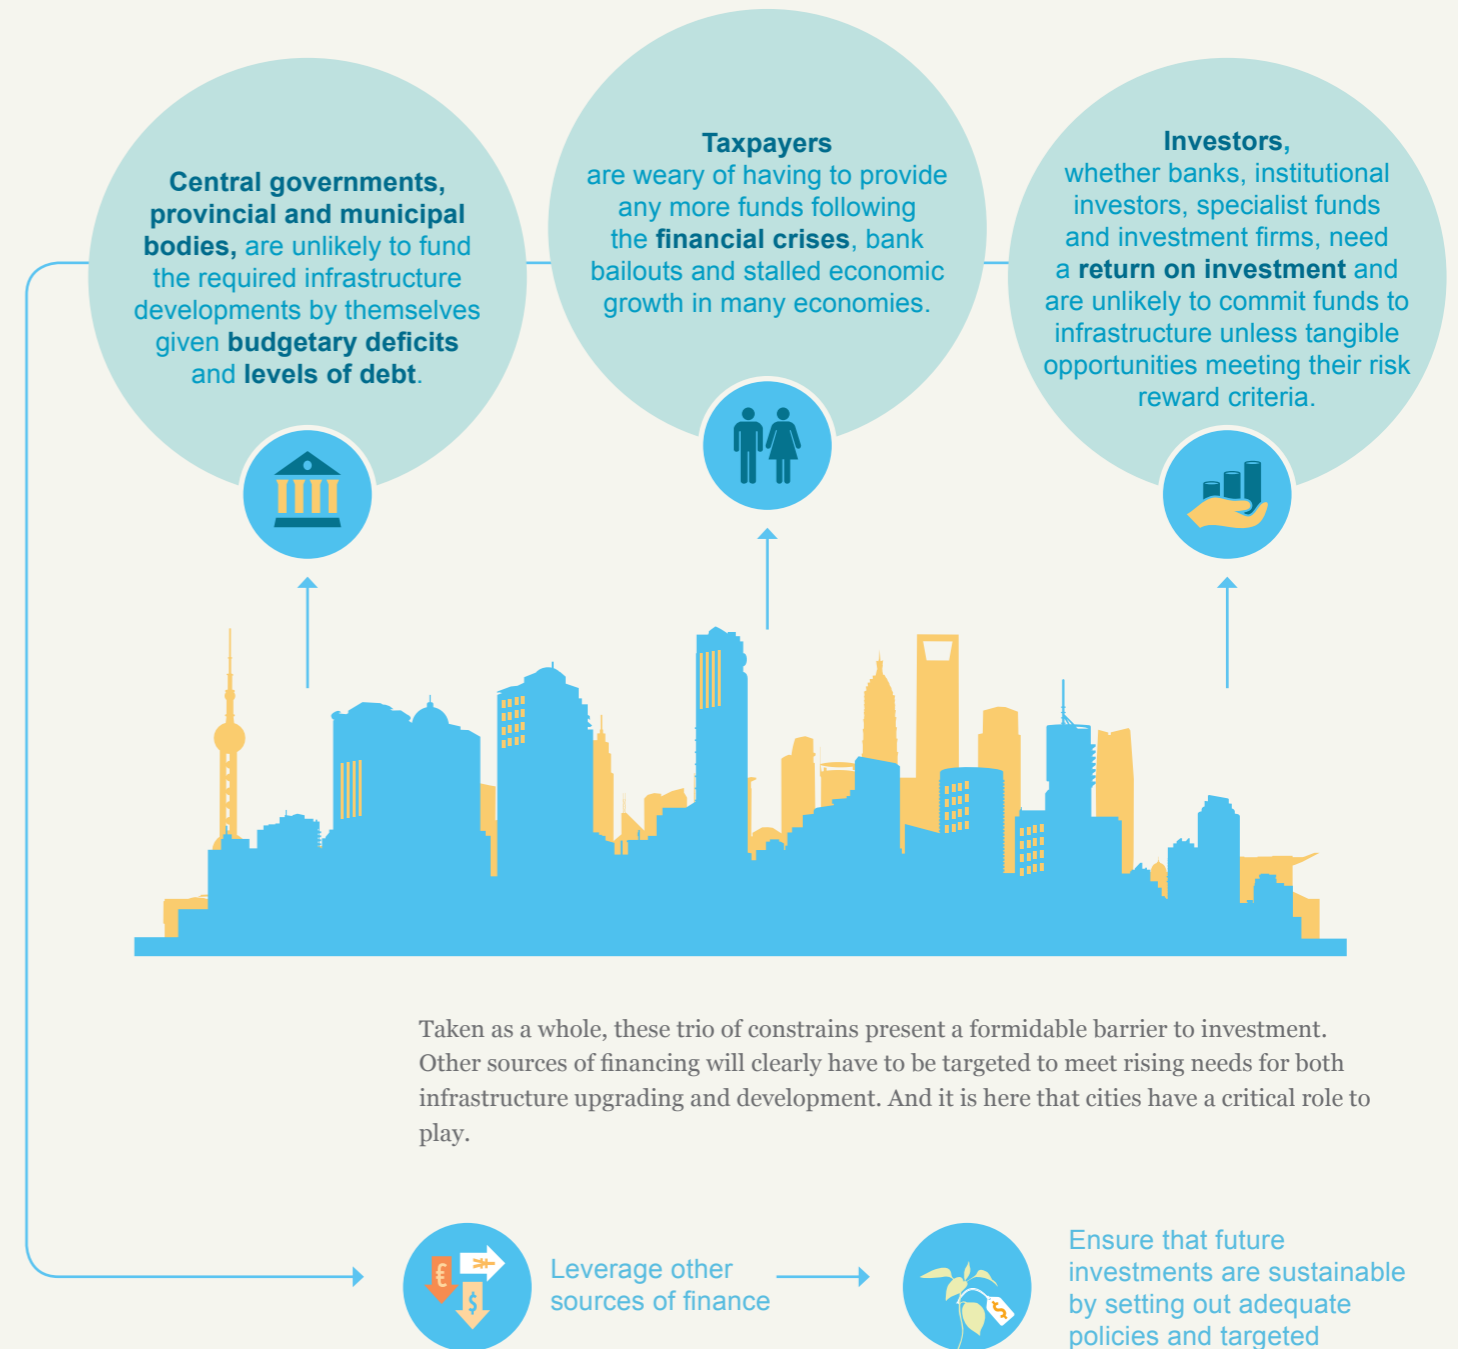 Central governments,
provincial and municipal
bodies, are unlikely to fund
the required infrastructure
developments by themselves
given budgetary deficits
and levels of debt.
Taxpayers
are weary of having to provide
any more funds following
the financial crises, bank
bailouts and stalled economic
growth in many economies.
Investors,
whether banks, institutional
investors, specialist funds
and investment firms, need
a return on investment and
are unlikely to commit funds to
infrastructure unless tangible
opportunities meeting their risk
reward criteria.
Taken as a whole, these trio of constrains present a formidable barrier to investment.
Other sources of financing will clearly have to be targeted to meet rising needs for both
infrastructure upgrading and development. And it is here that cities have a critical role to
play.
€
$
Leverage other
sources of finance
$
Ensure that future
investments are sustainable
by setting out adequate
policies and targeted